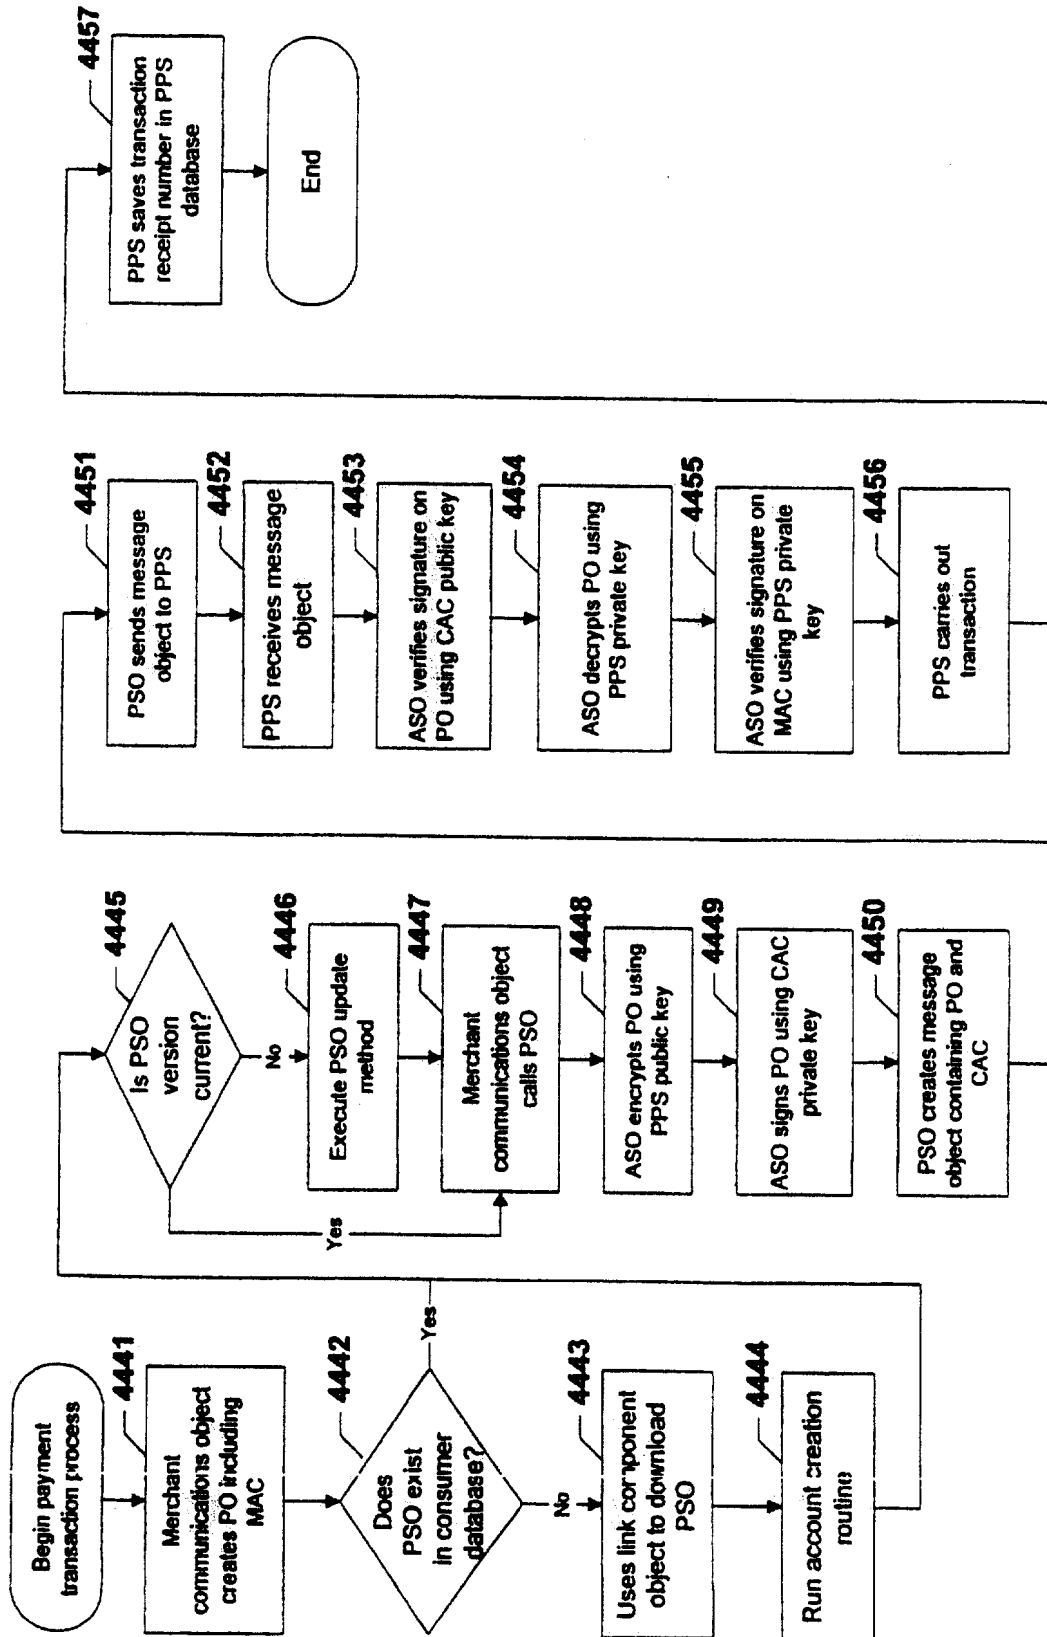 Begin payment
transaction process
4441
Merchant
communications object
creates PO including
MAC
4442
Does
PSO exist
in consumer
database?
Yes
No
4443
Uses link component
object to download
PSO
4444
Run account creation
routine
4445
Is PSO
version
current?
No
Yes
4446
Execute PSO update
method
4447
Merchant
communications object
calls PSO
4448
ASO encrypts PO using
PPS public key
4449
ASO signs PO using CAC
private key
4450
PSO creates message
object containing PO and
CAC
4451
PSO sends message
object to PPS
4452
PPS receives message
object
4453
ASO verifies signature on
PO using CAC public key
4454
ASO decrypts PO using
PPS private key
4455
ASO verifies signature on
MAC using PPS private
key
4456
PPS carries out
transaction
4457
PPS saves transaction
receipt number in PPS
database
End